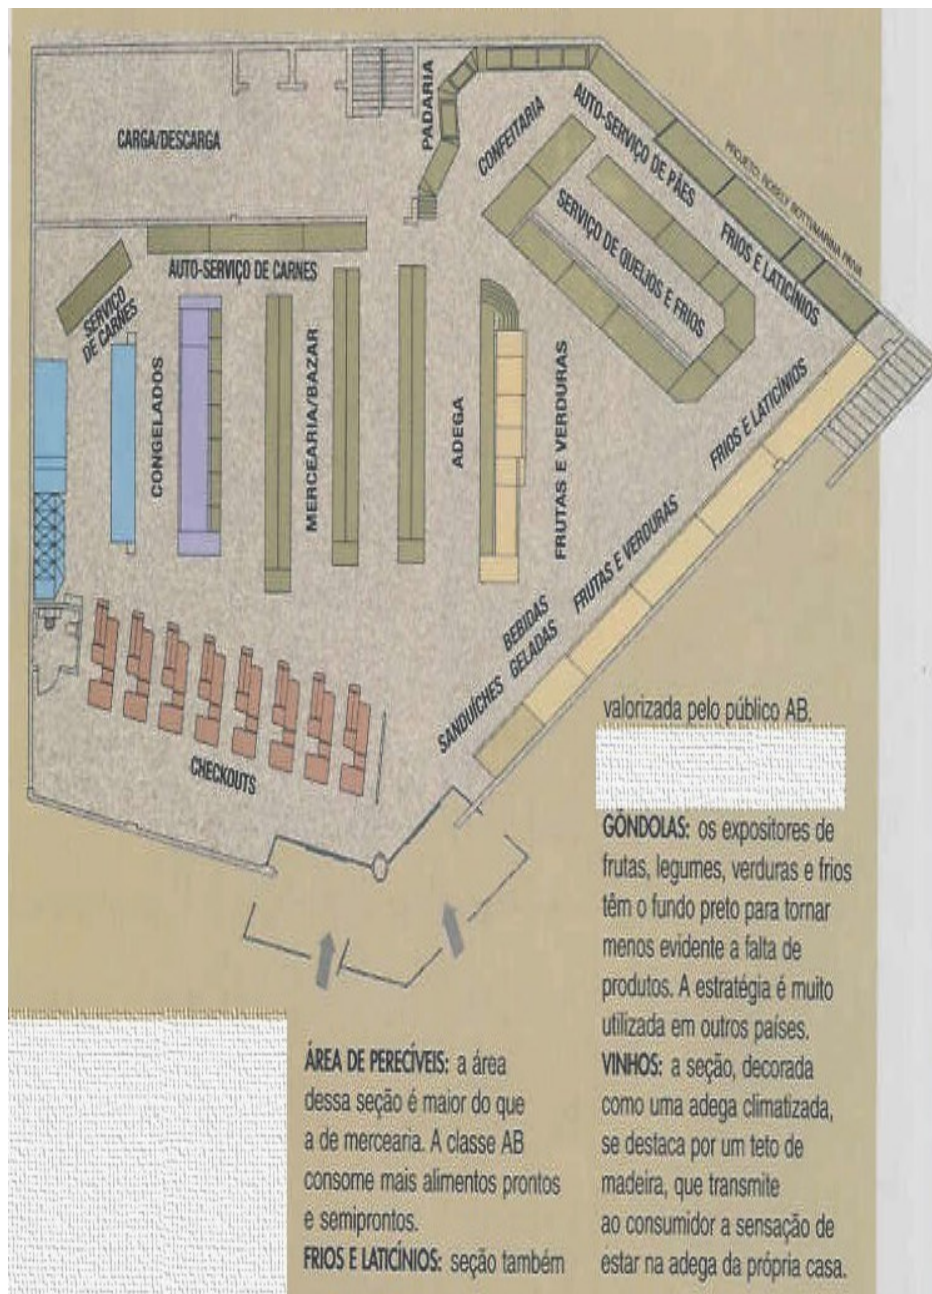 PADARIA
CONFEITARIA
AUTO-SERVIÇO DE PÃES
CARGA/DESCARGA
SERVIÇO DE QUEIJOS E FRIOS
FRIOS E LATICÍNIOS
AUTO-SERVIÇO DE CARNES
SERVIÇO
DE CARNES
CONGELADOS
MERCEARIA/BAZAR
ADEGA
FRUTAS E VERDURAS
FRIOS E LATICÍNIOS
FRUTAS E VERDURAS
BEBIDAS
GELADAS
SANDUÍCHES
CHECKOUTS
valorizada pelo público AB.
GÔNDOLAS: os expositores de
frutas, legumes, verduras e frios
têm o fundo preto para tornar
menos evidente a falta de
produtos. A estratégia é muito
utilizada em outros países.
VINHOS: a seção, decorada
como uma adega climatizada,
se destaca por um teto de
madeira, que transmite
ao consumidor a sensação de
estar na adega da própria casa.
ÁREA DE PERECÍVEIS: a área
dessa seção é maior do que
a de mercearia. A classe AB
consome mais alimentos prontos
e semiprontos.
FRIOS E LATICÍNIOS: seção também